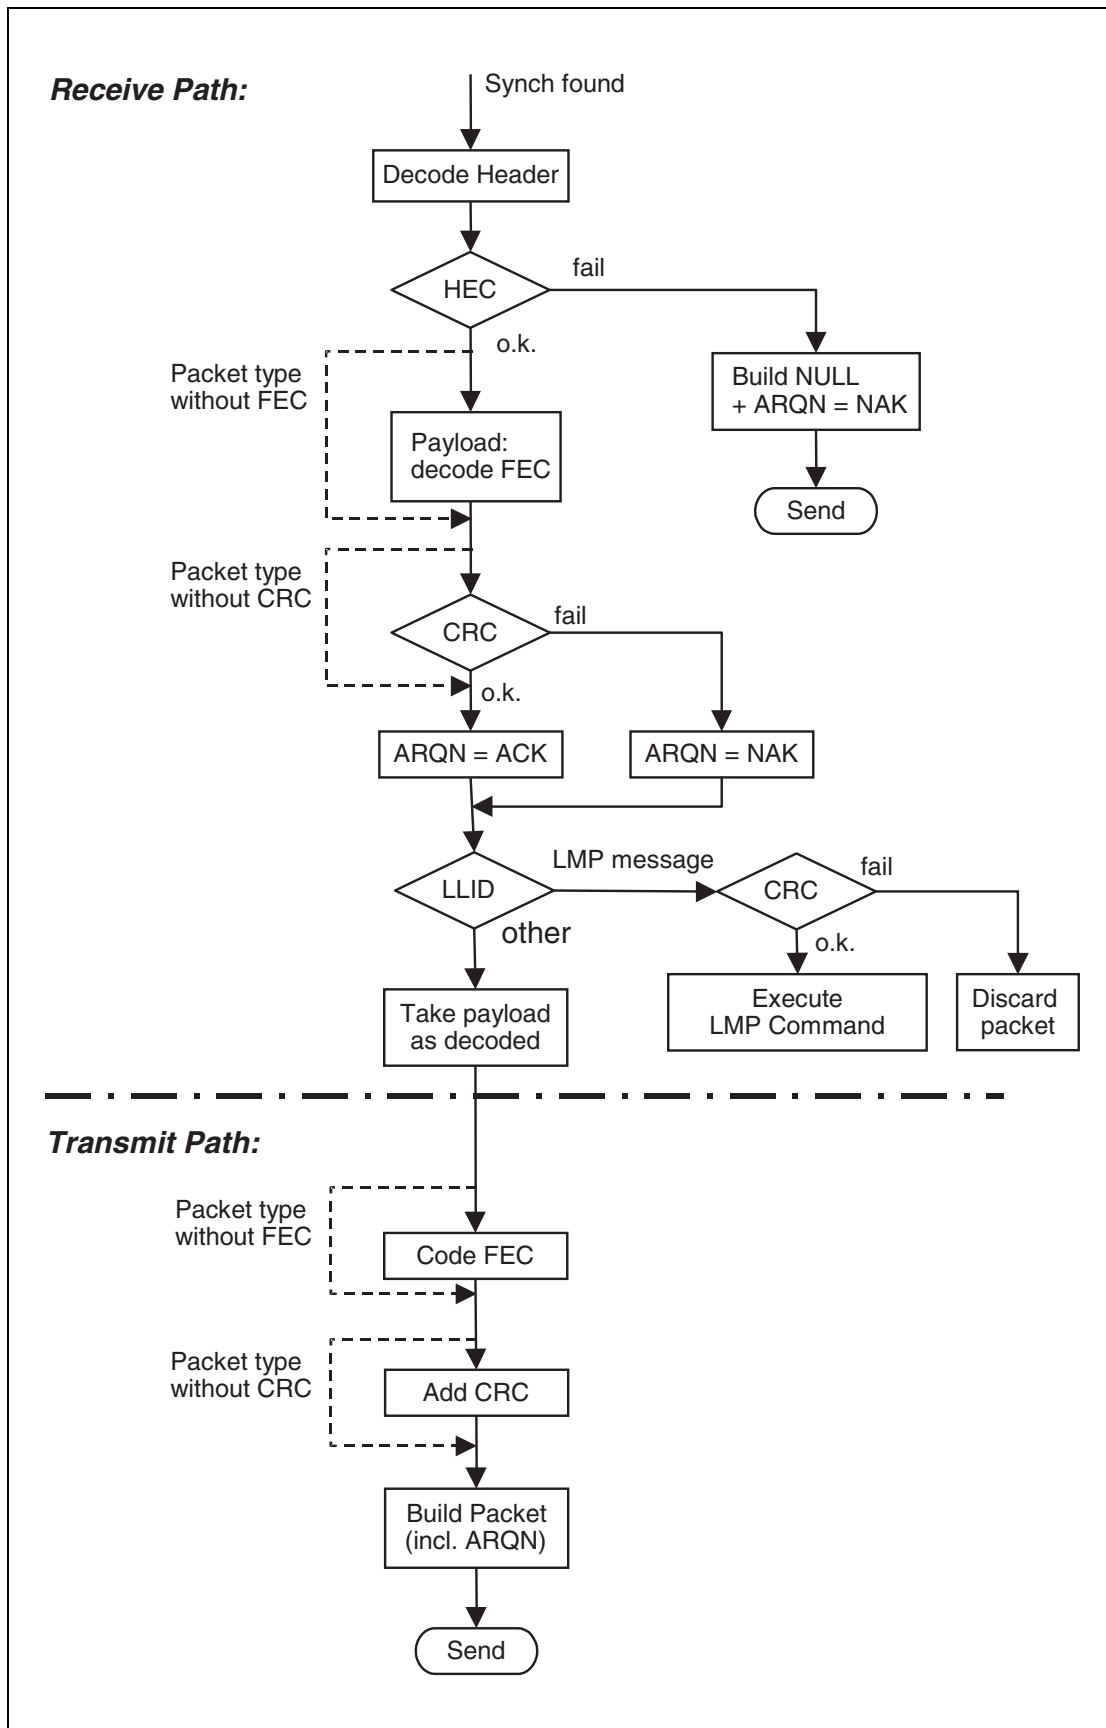 Receive Path:
Synch found
Decode Header
HEC
fail
o.k.
Packet type
without FEC
Build NULL
+ ARQN = NAK
Payload:
decode FEC
Send
Packet type
without CRC
CRC
fail
o.k.
ARQN = ACK
ARQN = NAK
LLID
LMP message
CRC
fail
other
o.k.
Take payload
as decoded
Execute
LMP Command
Discard
packet
Transmit Path:
Packet type
without FEC
Code FEC
Packet type
without CRC
Add CRC
Build Packet
(incl. ARQN)
Send